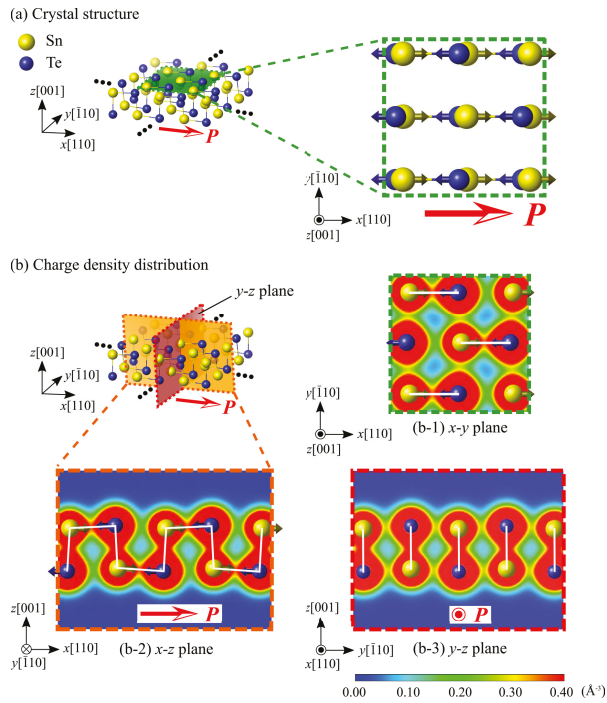 (a) Crystal structure
Sn
Te
z[001]
y[1̄10]
x[110]
P
y[1̄10]
x[110]
z[001]
P
(b) Charge density distribution
y-z plane
z[001]
y[1̄10]
x[110]
P
y[1̄10]
x[110]
z[001]
(b-1) x-y plane
P
z[001]
x[110]
y[1̄10]
(b-2) x-z plane
P
z[001]
y[1̄10]
x[110]
(b-3) y-z plane
0.00 0.10 0.20 0.30 0.40 (Å⁻³)